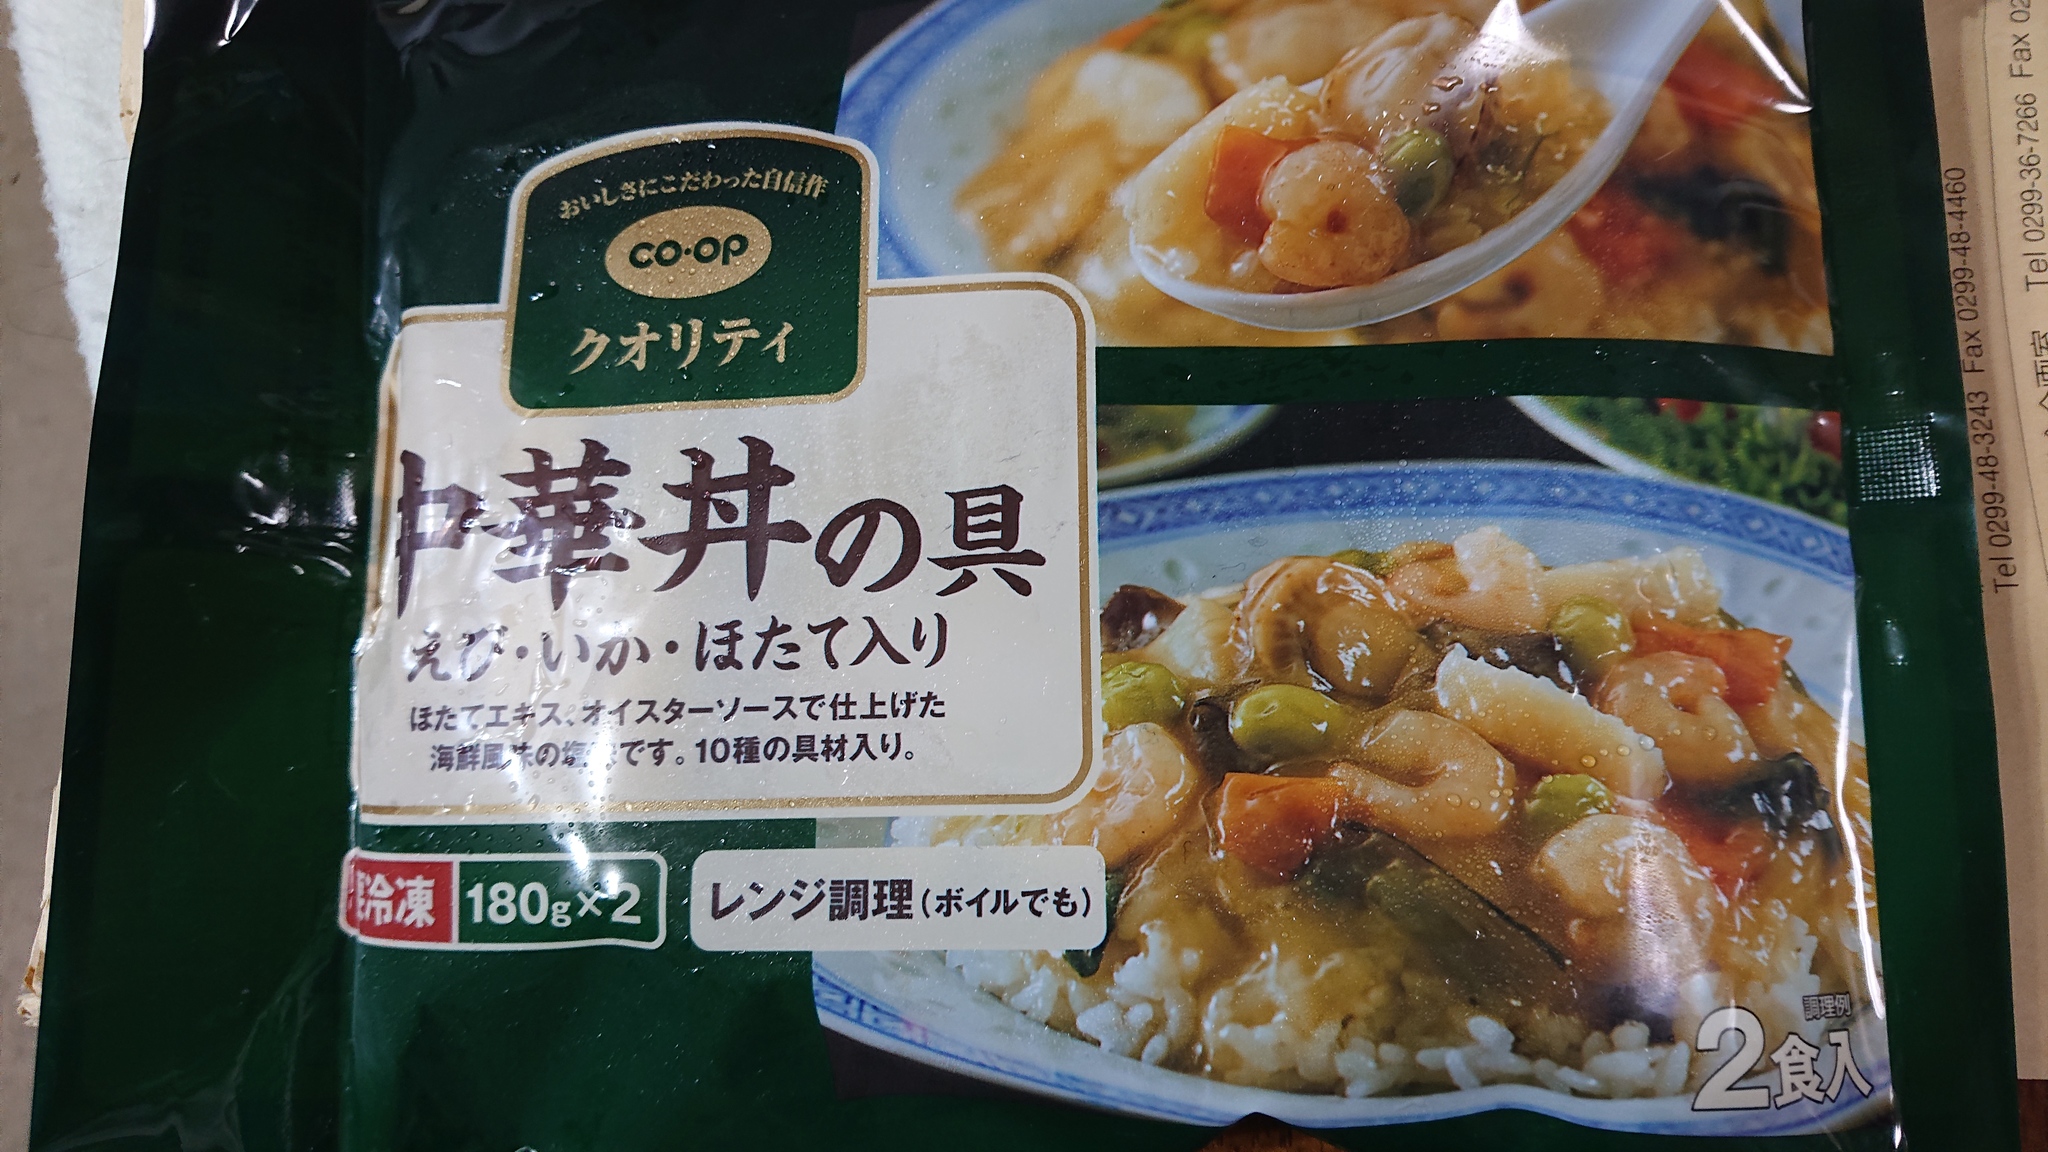 おいしさにこだわった自信作
CO・OP
クオリティ
中華丼の具
えび・いか・ほたて入り
ほたてエキス、オイスターソースで仕上げた
海鮮風味の塩味です。10種の具材入り。
冷凍
180g×2
レンジ調理(ボイルでも)
調理例
2食入
Tel 0299-48-3243 Fax 0299-48-4460
Tel 0299-36-7266 Fax 02